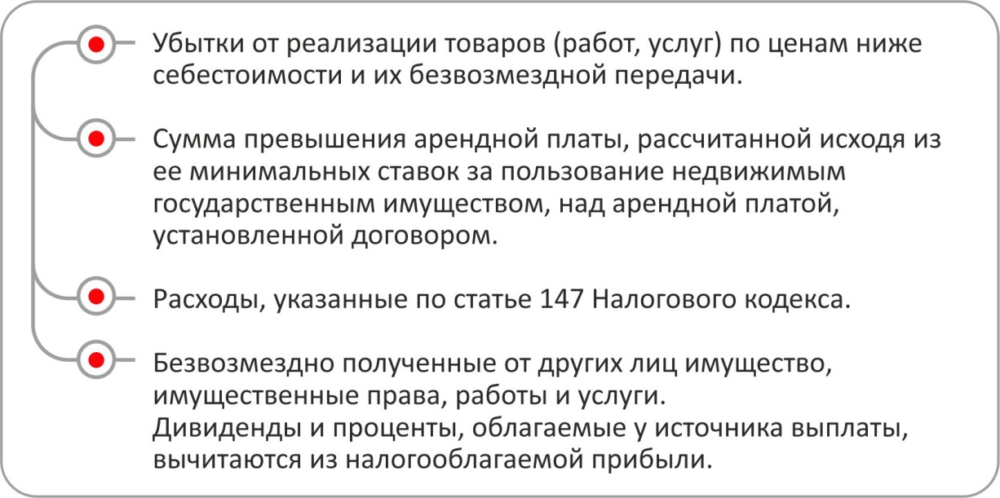 Убытки от реализации товаров (работ, услуг) по ценам ниже
себестоимости и их безвозмездной передачи.
Сумма превышения арендной платы, рассчитанной исходя из
ее минимальных ставок за пользование недвижимым
государственным имуществом, над арендной платой,
установленной договором.
Расходы, указанные по статье 147 Налогового кодекса.
Безвозмездно полученные от других лиц имущество,
имущественные права, работы и услуги.
Дивиденды и проценты, облагаемые у источника выплаты,
вычитаются из налогооблагаемой прибыли.